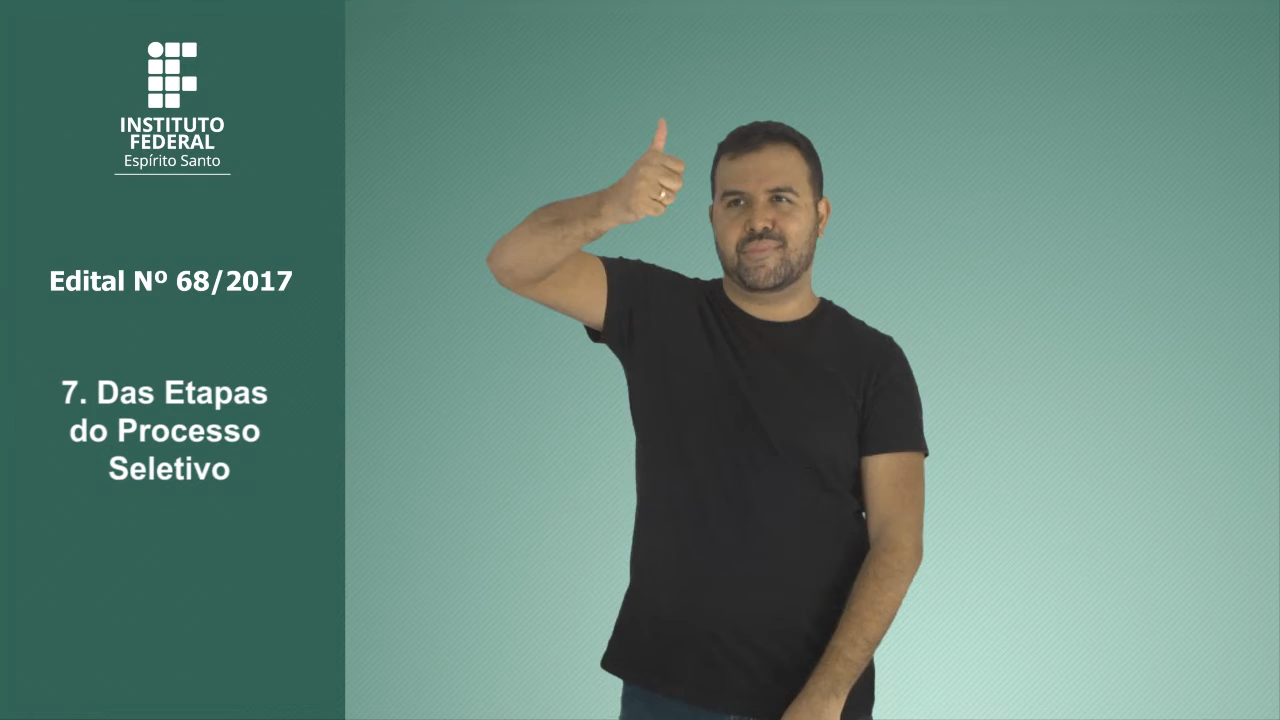 INSTITUTO
FEDERAL
Espírito Santo
Edital Nº 68/2017
7. Das Etapas
do Processo
Seletivo